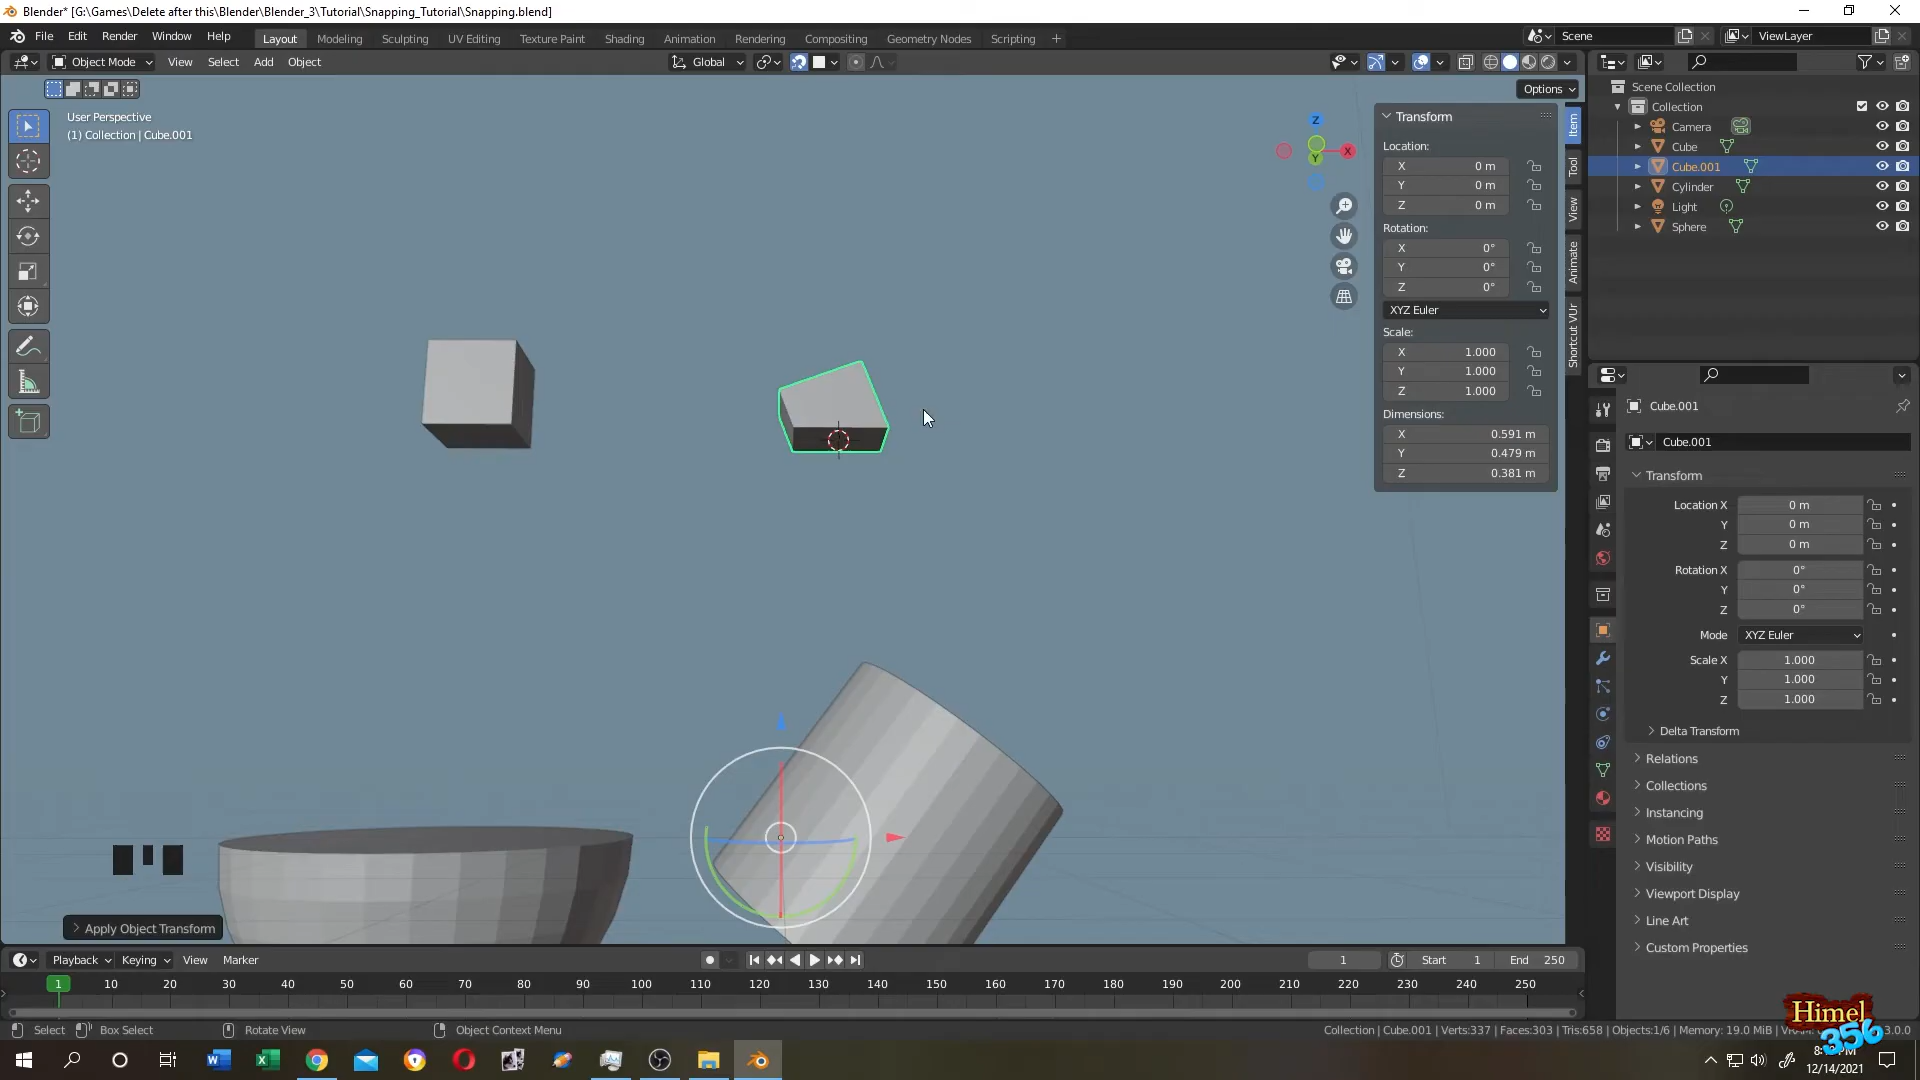 Blender* [G:\Games\Delete after this\Blender\Blender_3\Tutorial\Snapping_Tutorial\Snapping.blend]
File Edit Render Window Help Layout Modeling Sculpting UV Editing Texture Paint Shading Animation Rendering Compositing Geometry Nodes Scripting + Scene ViewLayer
Object Mode View Select Add Object Global
Options
User Perspective
(1) Collection | Cube.001
Z
X
Y
Transform
Location:
X 0 m
Y 0 m
Z 0 m
Rotation:
X 0°
Y 0°
Z 0°
XYZ Euler
Scale:
X 1.000
Y 1.000
Z 1.000
Dimensions:
X 0.591 m
Y 0.479 m
Z 0.381 m
Item
Tool
View
Animate
Shortcut VUr
Scene Collection
Collection
Camera
Cube
Cube.001
Cylinder
Light
Sphere
Cube.001
Cube.001
Transform
Location X 0 m
Y 0 m
Z 0 m
Rotation X 0°
Y 0°
Z 0°
Mode XYZ Euler
Scale X 1.000
Y 1.000
Z 1.000
Delta Transform
Relations
Collections
Instancing
Motion Paths
Visibility
Viewport Display
Line Art
Custom Properties
Apply Object Transform
Playback Keying View Marker 1 Start 1 End 250
1 10 20 30 40 50 60 70 80 90 100 110 120 130 140 150 160 170 180 190 200 210 220 230 240 250
Select Box Select Rotate View Object Context Menu Collection | Cube.001 | Verts:337 | Faces:303 | Tris:658 | Objects:1/6 | Memory: 19.0 MiB | 3.0.0
Himel
356
12/14/2021